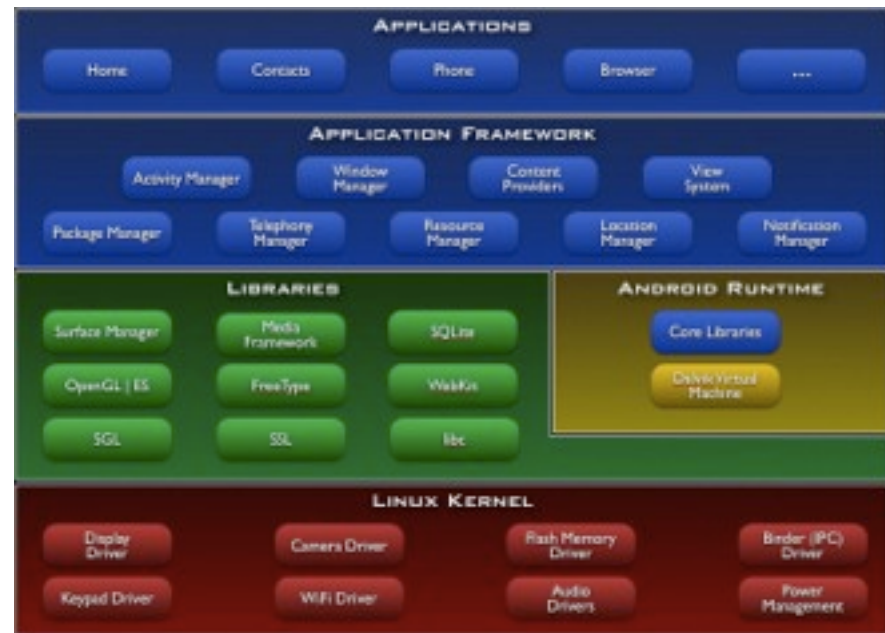 APPLICATIONS
Home
Contacts
Phone
Browser
...
APPLICATION FRAMEWORK
Activity Manager
Window
Manager
Content
Providers
View
System
Package Manager
Telephony
Manager
Resource
Manager
Location
Manager
Notification
Manager
LIBRARIES
Surface Manager
Media
Framework
SQLite
OpenGL | ES
FreeType
WebKit
SGL
SSL
libc
ANDROID RUNTIME
Core Libraries
Dalvik Virtual
Machine
LINUX KERNEL
Display
Driver
Camera Driver
Flash Memory
Driver
Binder (IPC)
Driver
Keypad Driver
WiFi Driver
Audio
Drivers
Power
Management